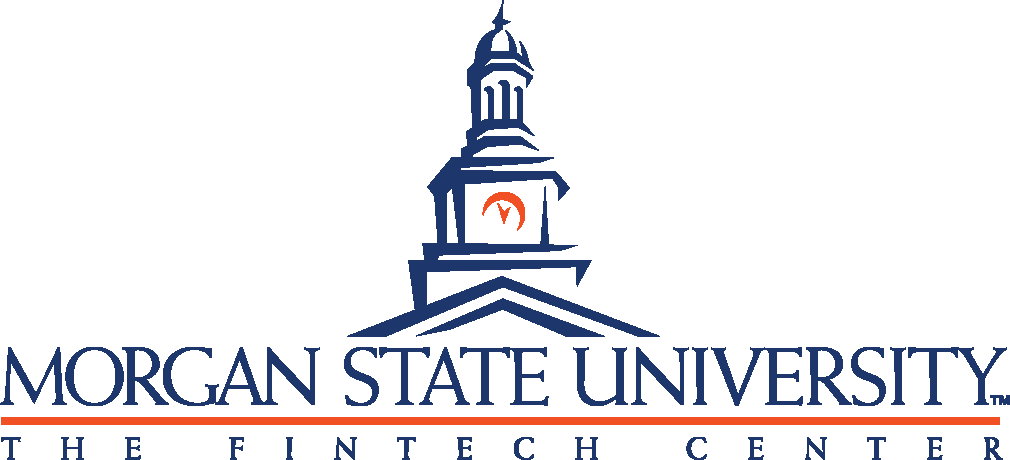 MORGAN STATE UNIVERSITY™
THE FINTECH CENTER